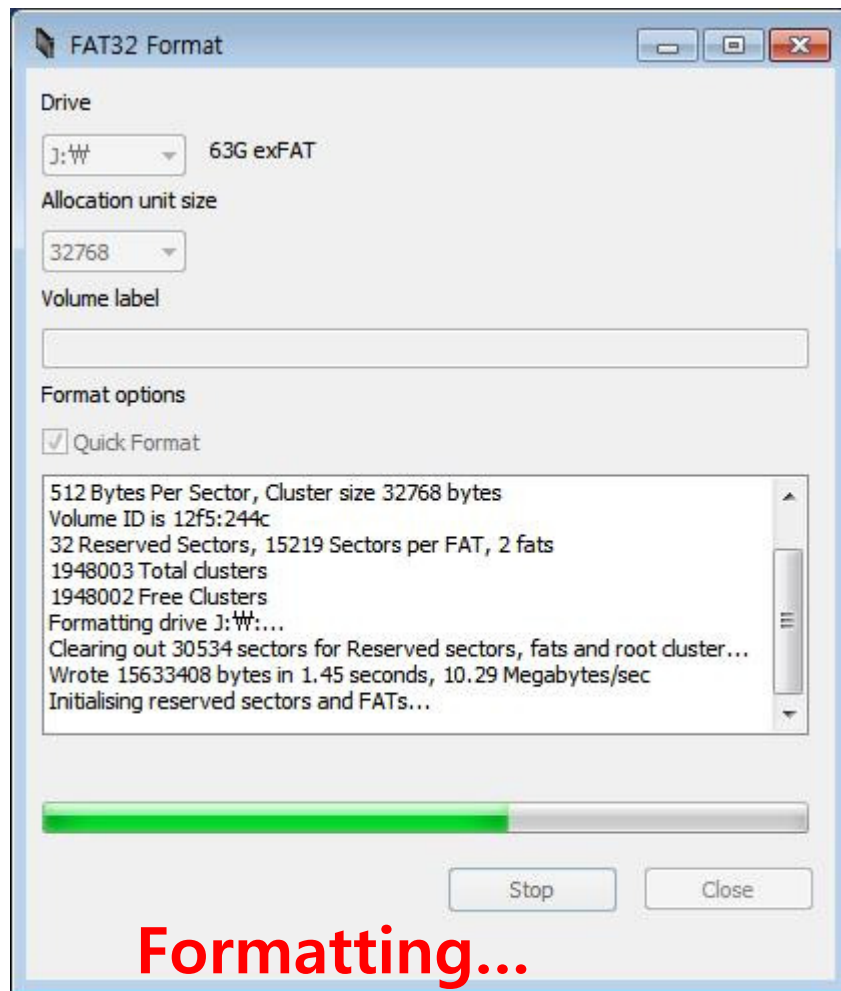 FAT32 Format
Drive
J:₩ 63G exFAT
Allocation unit size
32768
Volume label
Format options
Quick Format
512 Bytes Per Sector, Cluster size 32768 bytes
Volume ID is 12f5:244c
32 Reserved Sectors, 15219 Sectors per FAT, 2 fats
1948003 Total clusters
1948002 Free Clusters
Formatting drive J:₩:...
Clearing out 30534 sectors for Reserved sectors, fats and root cluster...
Wrote 15633408 bytes in 1.45 seconds, 10.29 Megabytes/sec
Initialising reserved sectors and FATs...
Stop Close
Formatting...